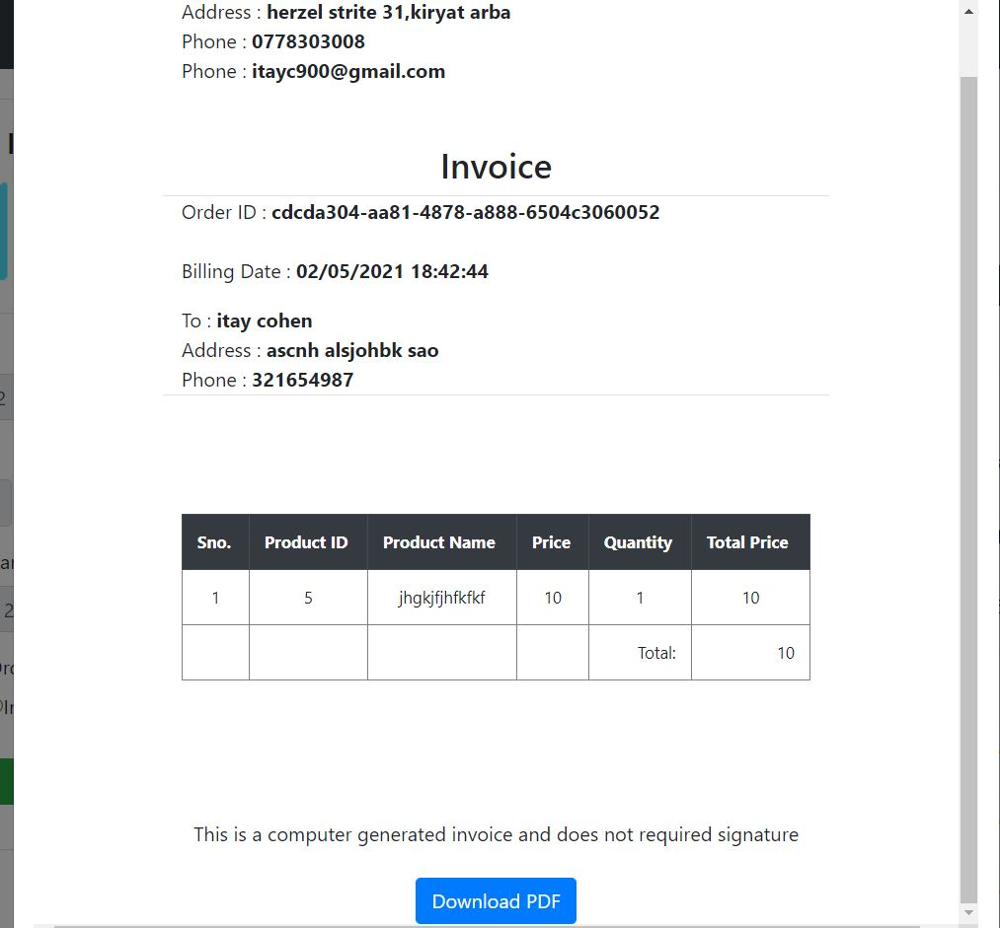 Address : herzel strite 31,kiryat arba
Phone : 0778303008
Phone : itayc900@gmail.com
Invoice
Order ID : cdcda304-aa81-4878-a888-6504c3060052
Billing Date : 02/05/2021 18:42:44
To : itay cohen
Address : ascnh alsjohbk sao
Phone : 321654987
Sno. Product ID Product Name Price Quantity Total Price
1 5 jhgkjfjhfkfkf 10 1 10
Total: 10
This is a computer generated invoice and does not required signature
Download PDF